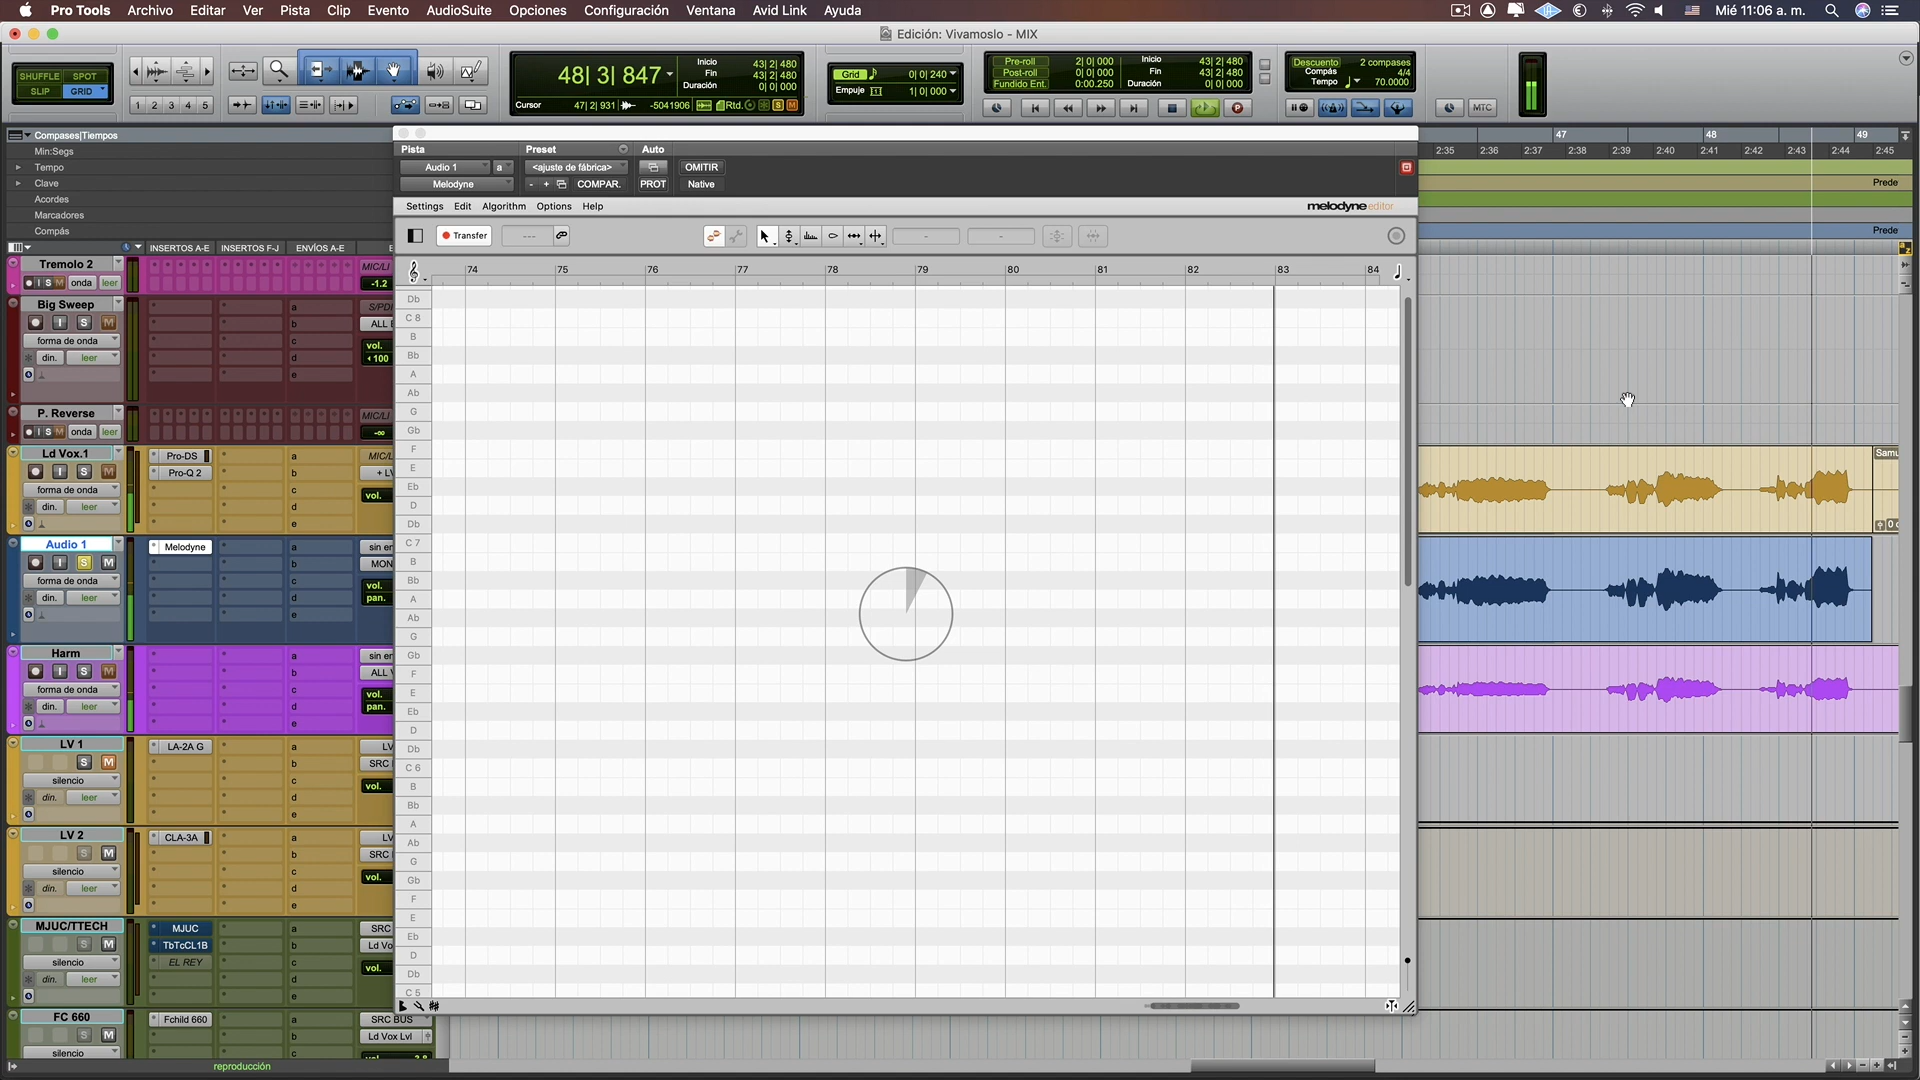 Pro Tools Archivo Editar Ver Pista Clip Evento AudioSuite Opciones Configuración Ventana Avid Link Ayuda Mié 11:06 a. m.
Edición: Vivamoslo - MIX
SHUFFLE SPOT
SLIP GRID
1 2 3 4 5
48| 3| 847
Inicio 43| 2| 480
Fin 43| 2| 480
Duración 0| 0| 000
Cursor 47| 2| 931 -5041906 Rtd. S M
Grid 0| 0| 240
Empuje 1| 0| 000
Pre-roll 2| 0| 000
Post-roll 0| 0| 000
Fundido Ent. 0:00.250
Inicio 43| 2| 480
Fin 43| 2| 480
Duración 0| 0| 000
Descuento 2 compases
Compás 4/4
Tempo 70.0000
MTC
Compases|Tiempos
Min:Segs
Tempo
Clave
Acordes
Marcadores
Compás
47 48 49
2:35 2:36 2:37 2:38 2:39 2:40 2:41 2:42 2:43 2:44 2:45
Prede
Prede
INSERTOS A-E INSERTOS F-J ENVÍOS A-E E
Pista Preset Auto
Audio 1 a <ajuste de fábrica> OMITIR
Melodyne - + COMPAR. PROT Native
Settings Edit Algorithm Options Help melodyne editor
Transfer --- - -
74 75 76 77 78 79 80 81 82 83 84
Db
C 8
B
Bb
A
Ab
G
Gb
F
E
Eb
D
Db
C 7
B
Bb
A
Ab
G
Gb
F
E
Eb
D
Db
C 6
B
Bb
A
Ab
G
Gb
F
E
Eb
D
Db
C 5
Tremolo 2 MIC/LI
I S M onda leer -1.2
Big Sweep a S/PDI
I S M b ALL E
forma de onda c vol.
din. leer d 100
e
P. Reverse MIC/LI
I S M onda leer -∞
Ld Vox.1 Pro-DS a MIC/L
I S M Pro-Q 2 b + LV
forma de onda c vol.
din. leer d
e
Samu
Audio 1 Melodyne a sin en
I S M b MON
forma de onda c vol.
din. leer d pan.
e
Harm a sin en
I S M b ALL V
forma de onda c vol.
din. leer d pan.
e
LV 1 LA-2A G a LV
S M b SRC
silencio c vol.
din. leer d
e
LV 2 CLA-3A a LV
S M b SRC
silencio c vol.
din. leer d
e
MJUC/TTECH MJUC a SRC
S M TbTcCL1B b Ld Vo
silencio EL REY c vol.
din. leer d
e
FC 660 Fchild 660 a SRC BUS
S M b Ld Vox Lvl
silencio c
reproducción